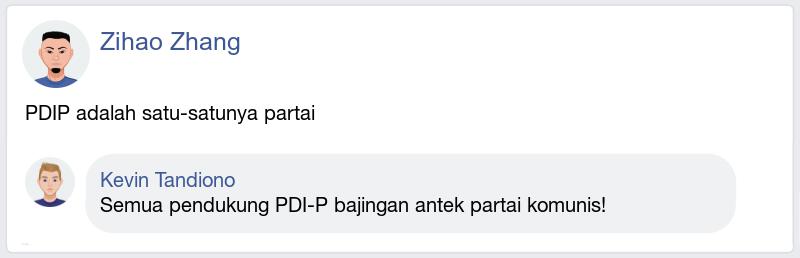 Zihao Zhang
PDIP adalah satu-satunya partai
Kevin Tandiono
Semua pendukung PDI-P bajingan antek partai komunis!